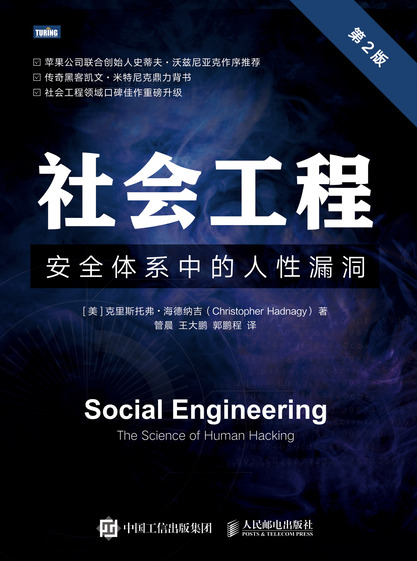 TURING
第2版
苹果公司联合创始人史蒂夫·沃兹尼亚克作序推荐
传奇黑客凯文·米特尼克鼎力背书
社会工程领域口碑佳作重磅升级
社会工程
安全体系中的人性漏洞
[美]克里斯托弗·海德纳吉（Christopher Hadnagy）著
管晨 王大鹏 郭鹏程 译
Social Engineering
The Science of Human Hacking
中国工信出版集团
人民邮电出版社
POSTS & TELECOM PRESS